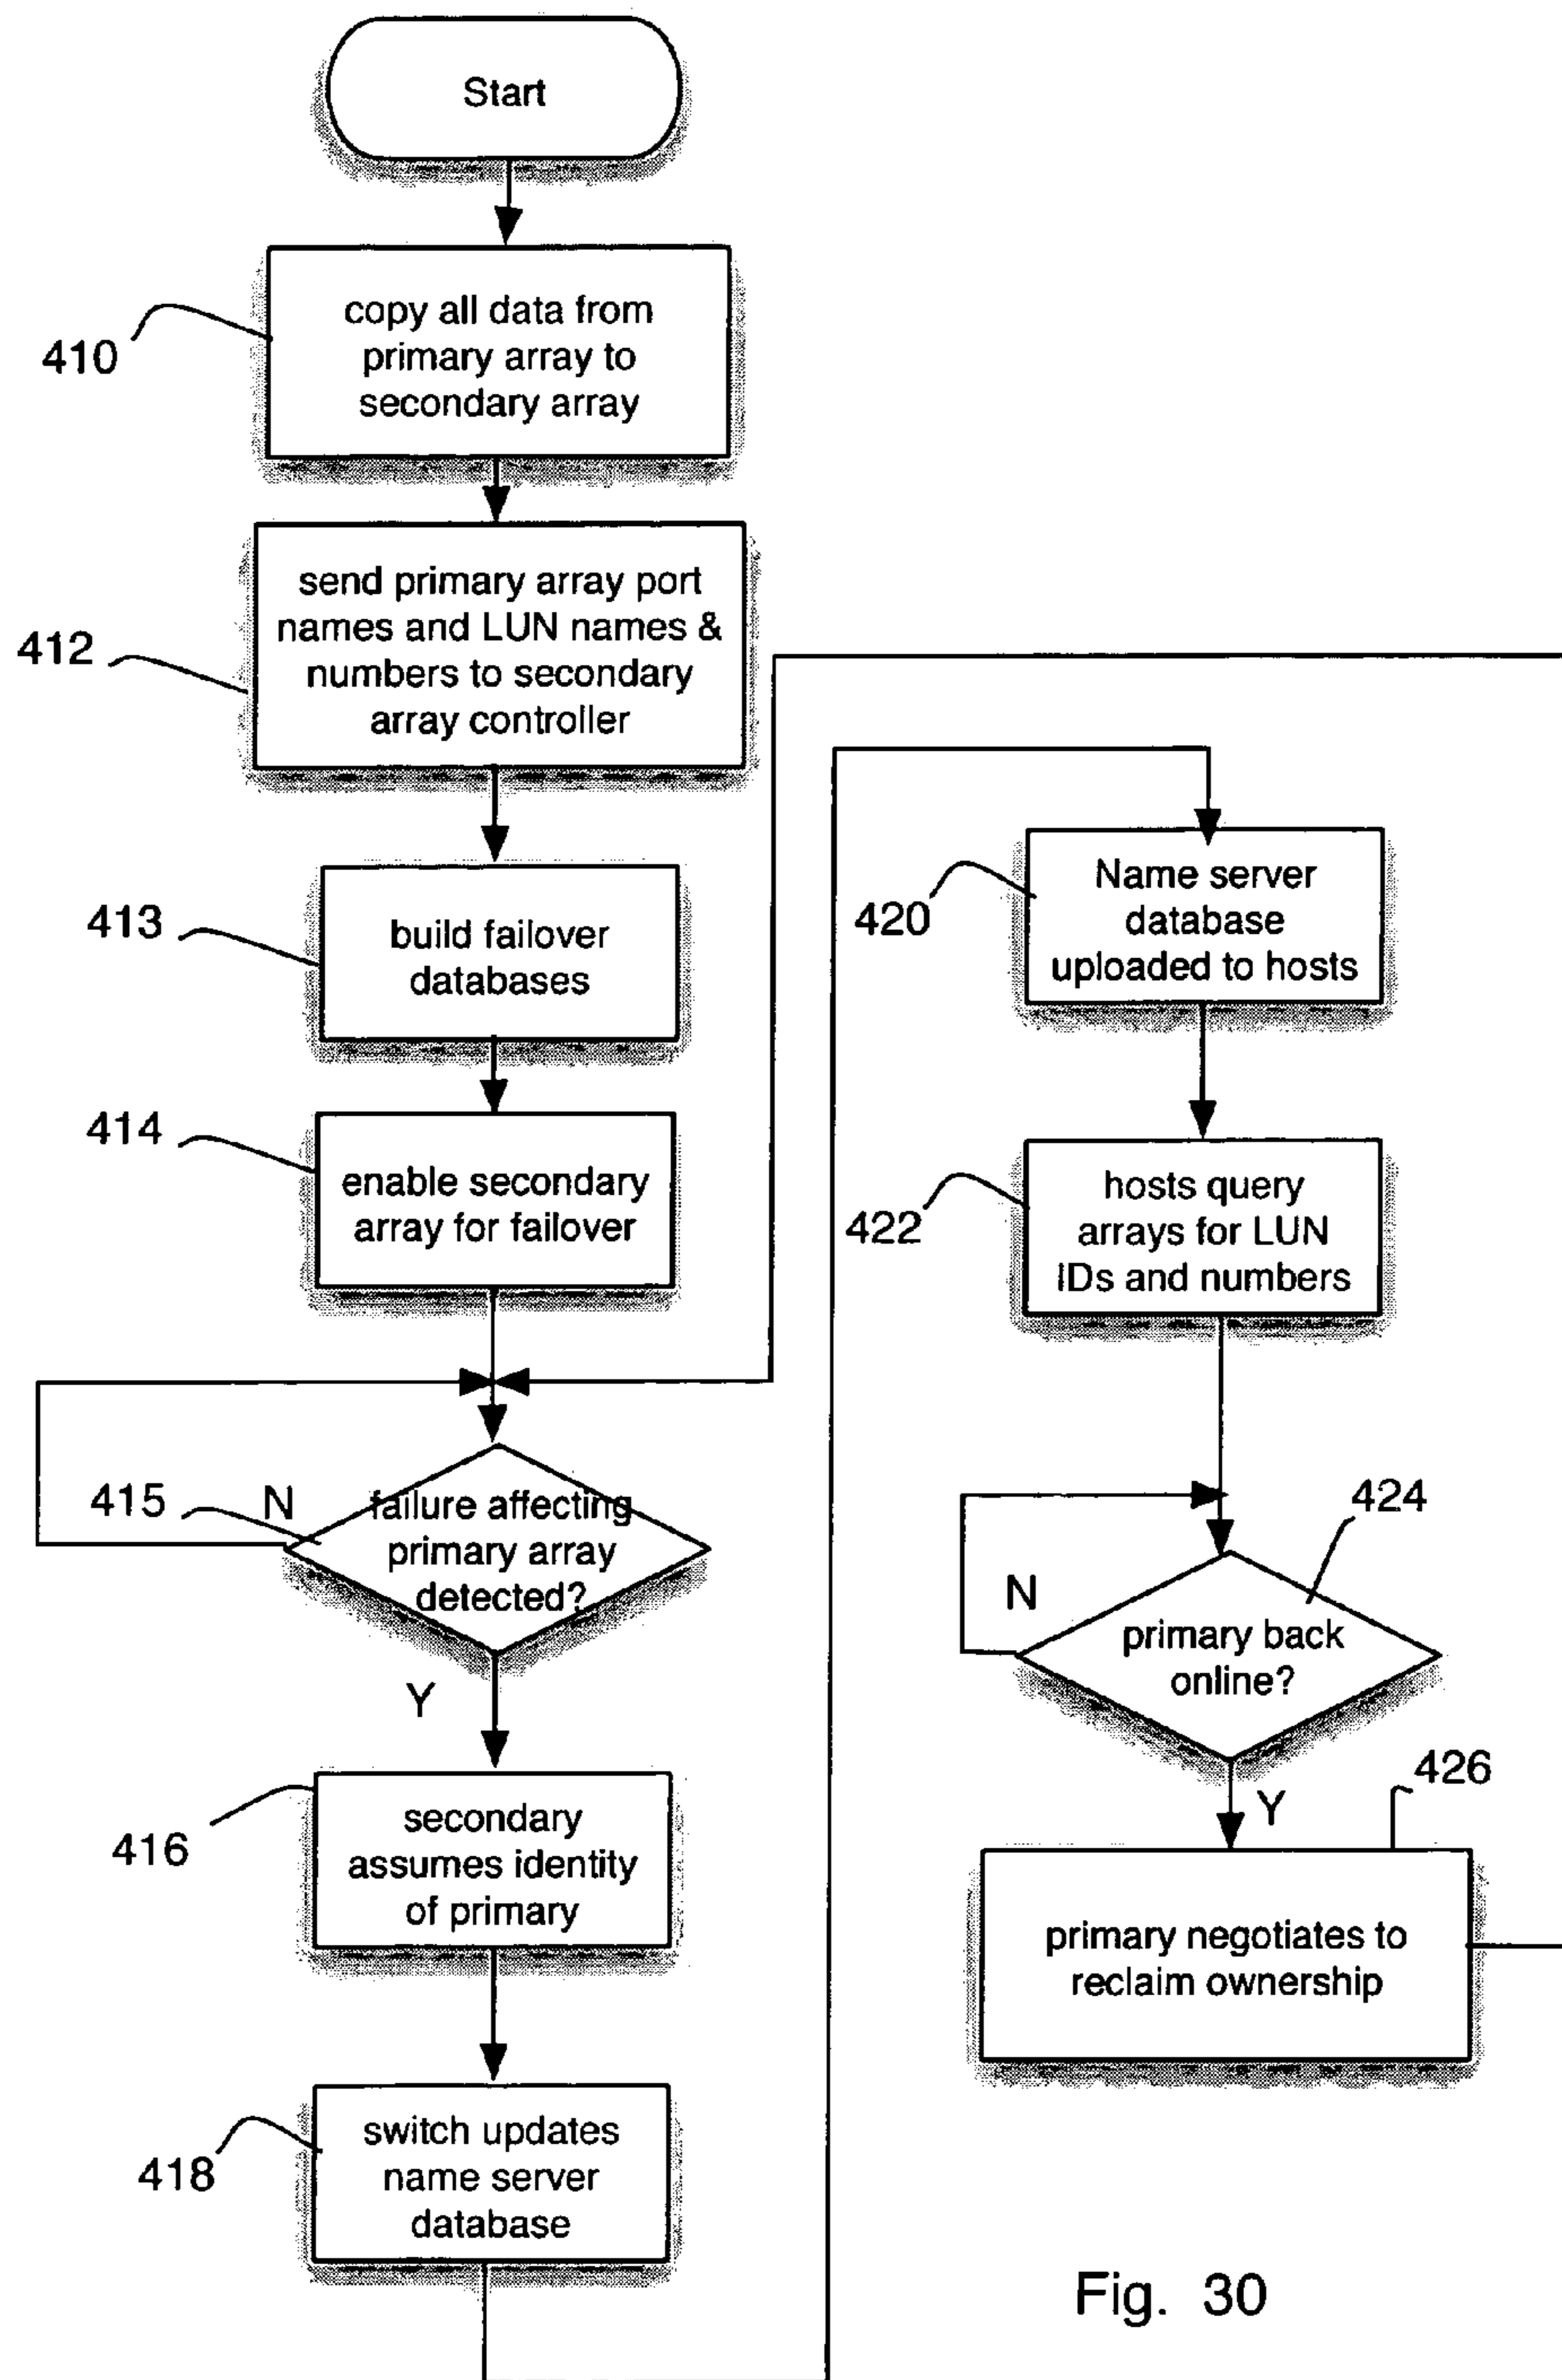 Start
410
copy all data from
primary array to
secondary array
412
send primary array port
names and LUN names &
numbers to secondary
array controller
413
build failover
databases
414
enable secondary
array for failover
415
N
failure affecting
primary array
detected?
Y
416
secondary
assumes identity
of primary
418
switch updates
name server
database
420
Name server
database
uploaded to hosts
422
hosts query
arrays for LUN
IDs and numbers
424
N
primary back
online?
Y
426
primary negotiates to
reclaim ownership
Fig. 30